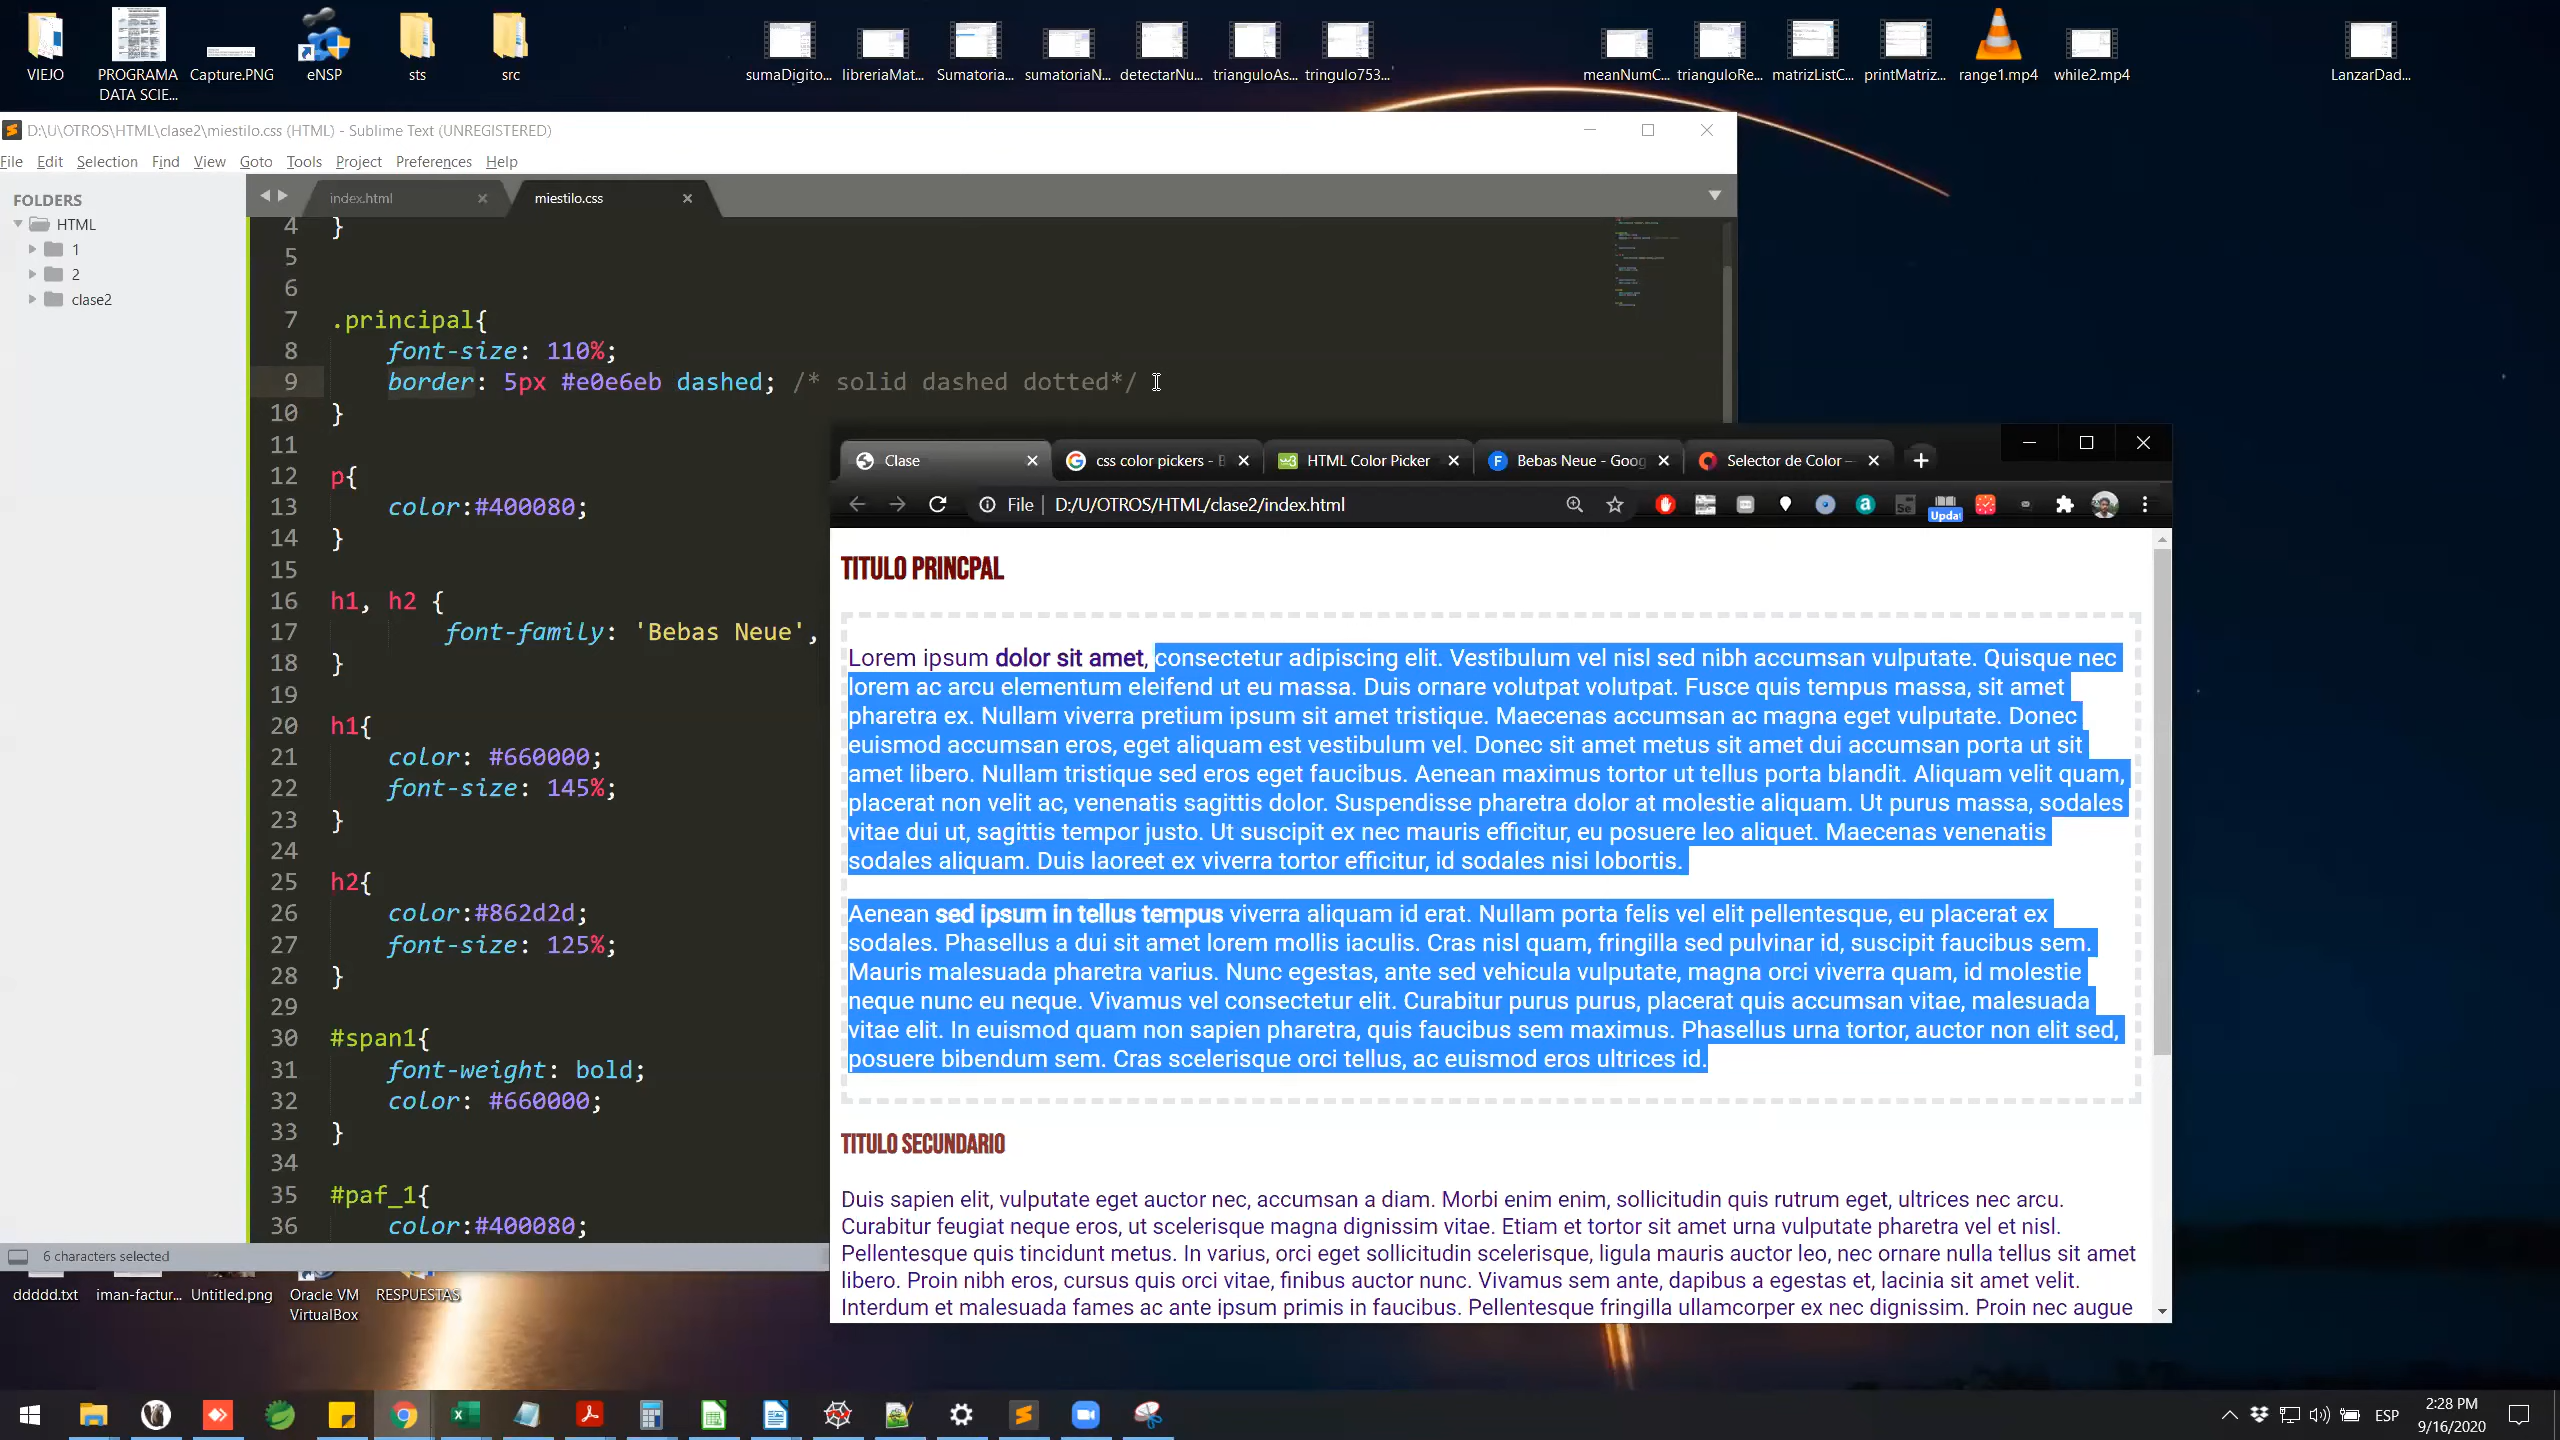 VIEJO
PROGRAMA DATA SCIE...
Capture.PNG
eNSP
sts
src
sumaDigito...
libreriaMat...
Sumatoria...
sumatoriaN...
detectarNu...
trianguloAs...
tringulo753...
meanNumC...
trianguloRe...
matrizListC...
printMatriz...
range1.mp4
while2.mp4
LanzarDad...
D:\U\OTROS\HTML\clase2\miestilo.css (HTML) - Sublime Text (UNREGISTERED)
File Edit Selection Find View Goto Tools Project Preferences Help
FOLDERS
HTML
1
2
clase2
index.html
miestilo.css
4 }
5
6
7 .principal{
8 font-size: 110%;
9 border: 5px #e0e6eb dashed; /* solid dashed dotted*/
10 }
11
12 p{
13 color:#400080;
14 }
15
16 h1, h2 {
17 font-family: 'Bebas Neue',
18 }
19
20 h1{
21 color: #660000;
22 font-size: 145%;
23 }
24
25 h2{
26 color:#862d2d;
27 font-size: 125%;
28 }
29
30 #span1{
31 font-weight: bold;
32 color: #660000;
33 }
34
35 #paf_1{
36 color:#400080;
6 characters selected
Clase
css color pickers - B
HTML Color Picker
Bebas Neue - Goog
Selector de Color –
File D:/U/OTROS/HTML/clase2/index.html
Updat
TITULO PRINCPAL
Lorem ipsum dolor sit amet, consectetur adipiscing elit. Vestibulum vel nisl sed nibh accumsan vulputate. Quisque nec
lorem ac arcu elementum eleifend ut eu massa. Duis ornare volutpat volutpat. Fusce quis tempus massa, sit amet
pharetra ex. Nullam viverra pretium ipsum sit amet tristique. Maecenas accumsan ac magna eget vulputate. Donec
euismod accumsan eros, eget aliquam est vestibulum vel. Donec sit amet metus sit amet dui accumsan porta ut sit
amet libero. Nullam tristique sed eros eget faucibus. Aenean maximus tortor ut tellus porta blandit. Aliquam velit quam,
placerat non velit ac, venenatis sagittis dolor. Suspendisse pharetra dolor at molestie aliquam. Ut purus massa, sodales
vitae dui ut, sagittis tempor justo. Ut suscipit ex nec mauris efficitur, eu posuere leo aliquet. Maecenas venenatis
sodales aliquam. Duis laoreet ex viverra tortor efficitur, id sodales nisi lobortis.
Aenean sed ipsum in tellus tempus viverra aliquam id erat. Nullam porta felis vel elit pellentesque, eu placerat ex
sodales. Phasellus a dui sit amet lorem mollis iaculis. Cras nisl quam, fringilla sed pulvinar id, suscipit faucibus sem.
Mauris malesuada pharetra varius. Nunc egestas, ante sed vehicula vulputate, magna orci viverra quam, id molestie
neque nunc eu neque. Vivamus vel consectetur elit. Curabitur purus purus, placerat quis accumsan vitae, malesuada
vitae elit. In euismod quam non sapien pharetra, quis faucibus sem maximus. Phasellus urna tortor, auctor non elit sed,
posuere bibendum sem. Cras scelerisque orci tellus, ac euismod eros ultrices id.
TITULO SECUNDARIO
Duis sapien elit, vulputate eget auctor nec, accumsan a diam. Morbi enim enim, sollicitudin quis rutrum eget, ultrices nec arcu.
Curabitur feugiat neque eros, ut scelerisque magna dignissim vitae. Etiam et tortor sit amet urna vulputate pharetra vel et nisl.
Pellentesque quis tincidunt metus. In varius, orci eget sollicitudin scelerisque, ligula mauris auctor leo, nec ornare nulla tellus sit amet
libero. Proin nibh eros, cursus quis orci vitae, finibus auctor nunc. Vivamus sem ante, dapibus a egestas et, lacinia sit amet velit.
Interdum et malesuada fames ac ante ipsum primis in faucibus. Pellentesque fringilla ullamcorper ex nec dignissim. Proin nec augue
ddddd.txt
iman-factur...
Untitled.png
Oracle VM VirtualBox
RESPUESTAS
ESP
2:28 PM
9/16/2020